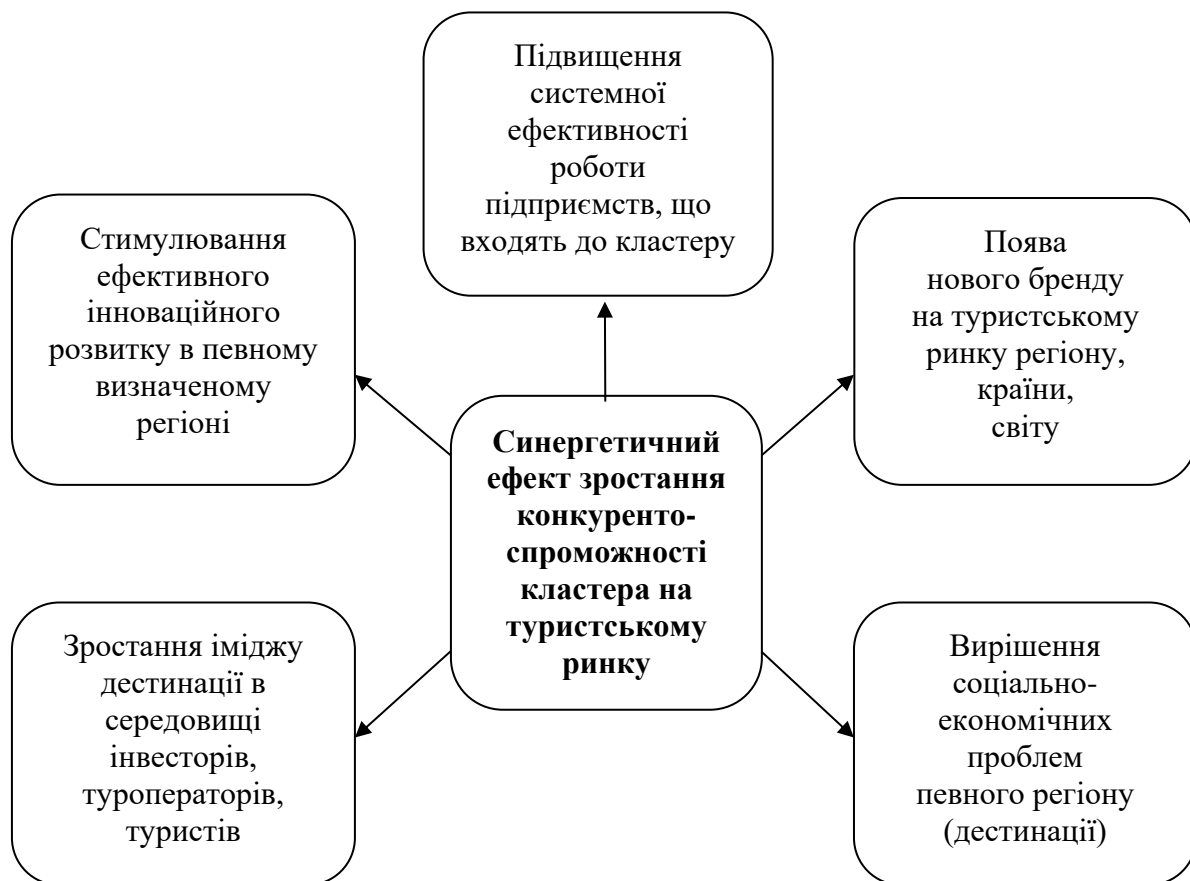 Підвищення
системної
ефективності
роботи
підприємств, що
входять до кластеру
Стимулювання
ефективного
інноваційного
розвитку в певному
визначеному
регіоні
Поява
нового бренду
на туристському
ринку регіону,
країни,
світу
Синергетичний
ефект зростання
конкуренто-
спроможності
кластера на
туристському
ринку
Зростання іміджу
дестинації в
середовищі
інвесторів,
туроператорів,
туристів
Вирішення
соціально-
економічних
проблем
певного регіону
(дестинації)